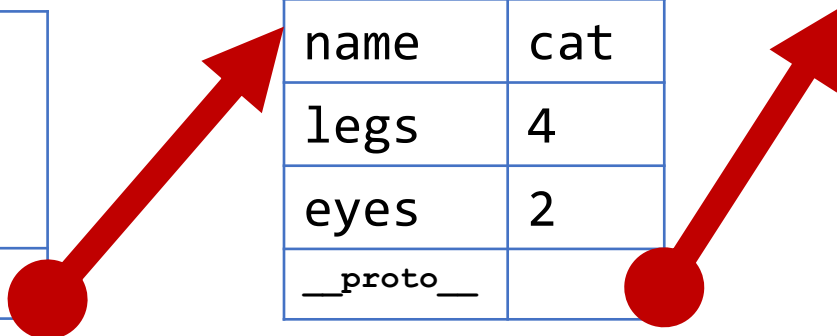 name cat
legs 4
eyes 2
__proto__